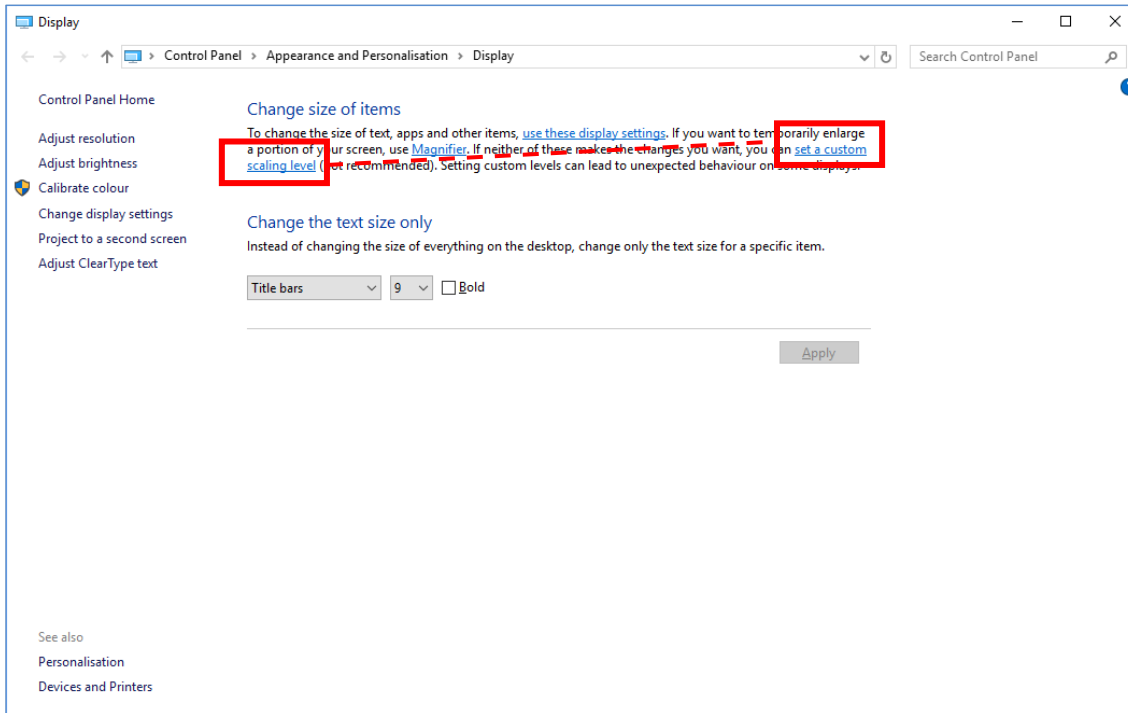 Display
Control Panel > Appearance and Personalisation > Display
Search Control Panel
Control Panel Home
Adjust resolution
Adjust brightness
Calibrate colour
Change display settings
Project to a second screen
Adjust ClearType text
Change size of items
To change the size of text, apps and other items, use these display settings. If you want to temporarily enlarge
a portion of your screen, use Magnifier. If neither of these makes the changes you want, you can set a custom
scaling level (not recommended). Setting custom levels can lead to unexpected behaviour on some displays.
Change the text size only
Instead of changing the size of everything on the desktop, change only the text size for a specific item.
Title bars 9 Bold
Apply
See also
Personalisation
Devices and Printers